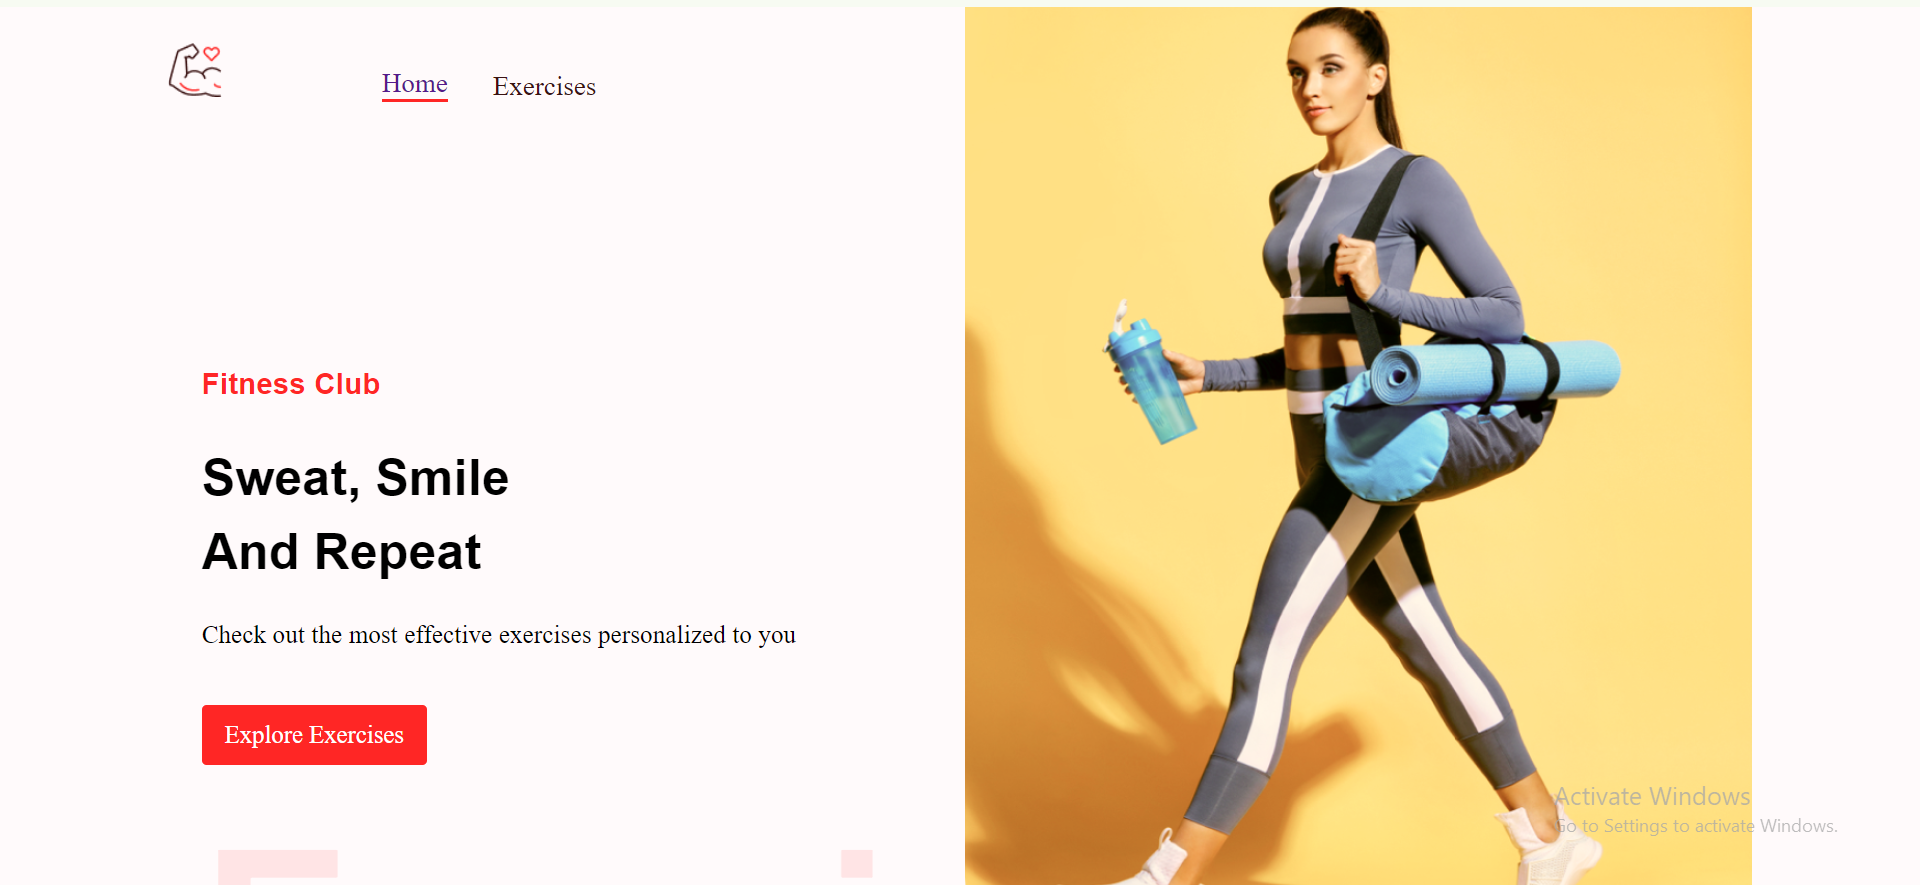 Home
Exercises
Fitness Club
Sweat, Smile
And Repeat
Check out the most effective exercises personalized to you
Explore Exercises
Activate Windows
Go to Settings to activate Windows.